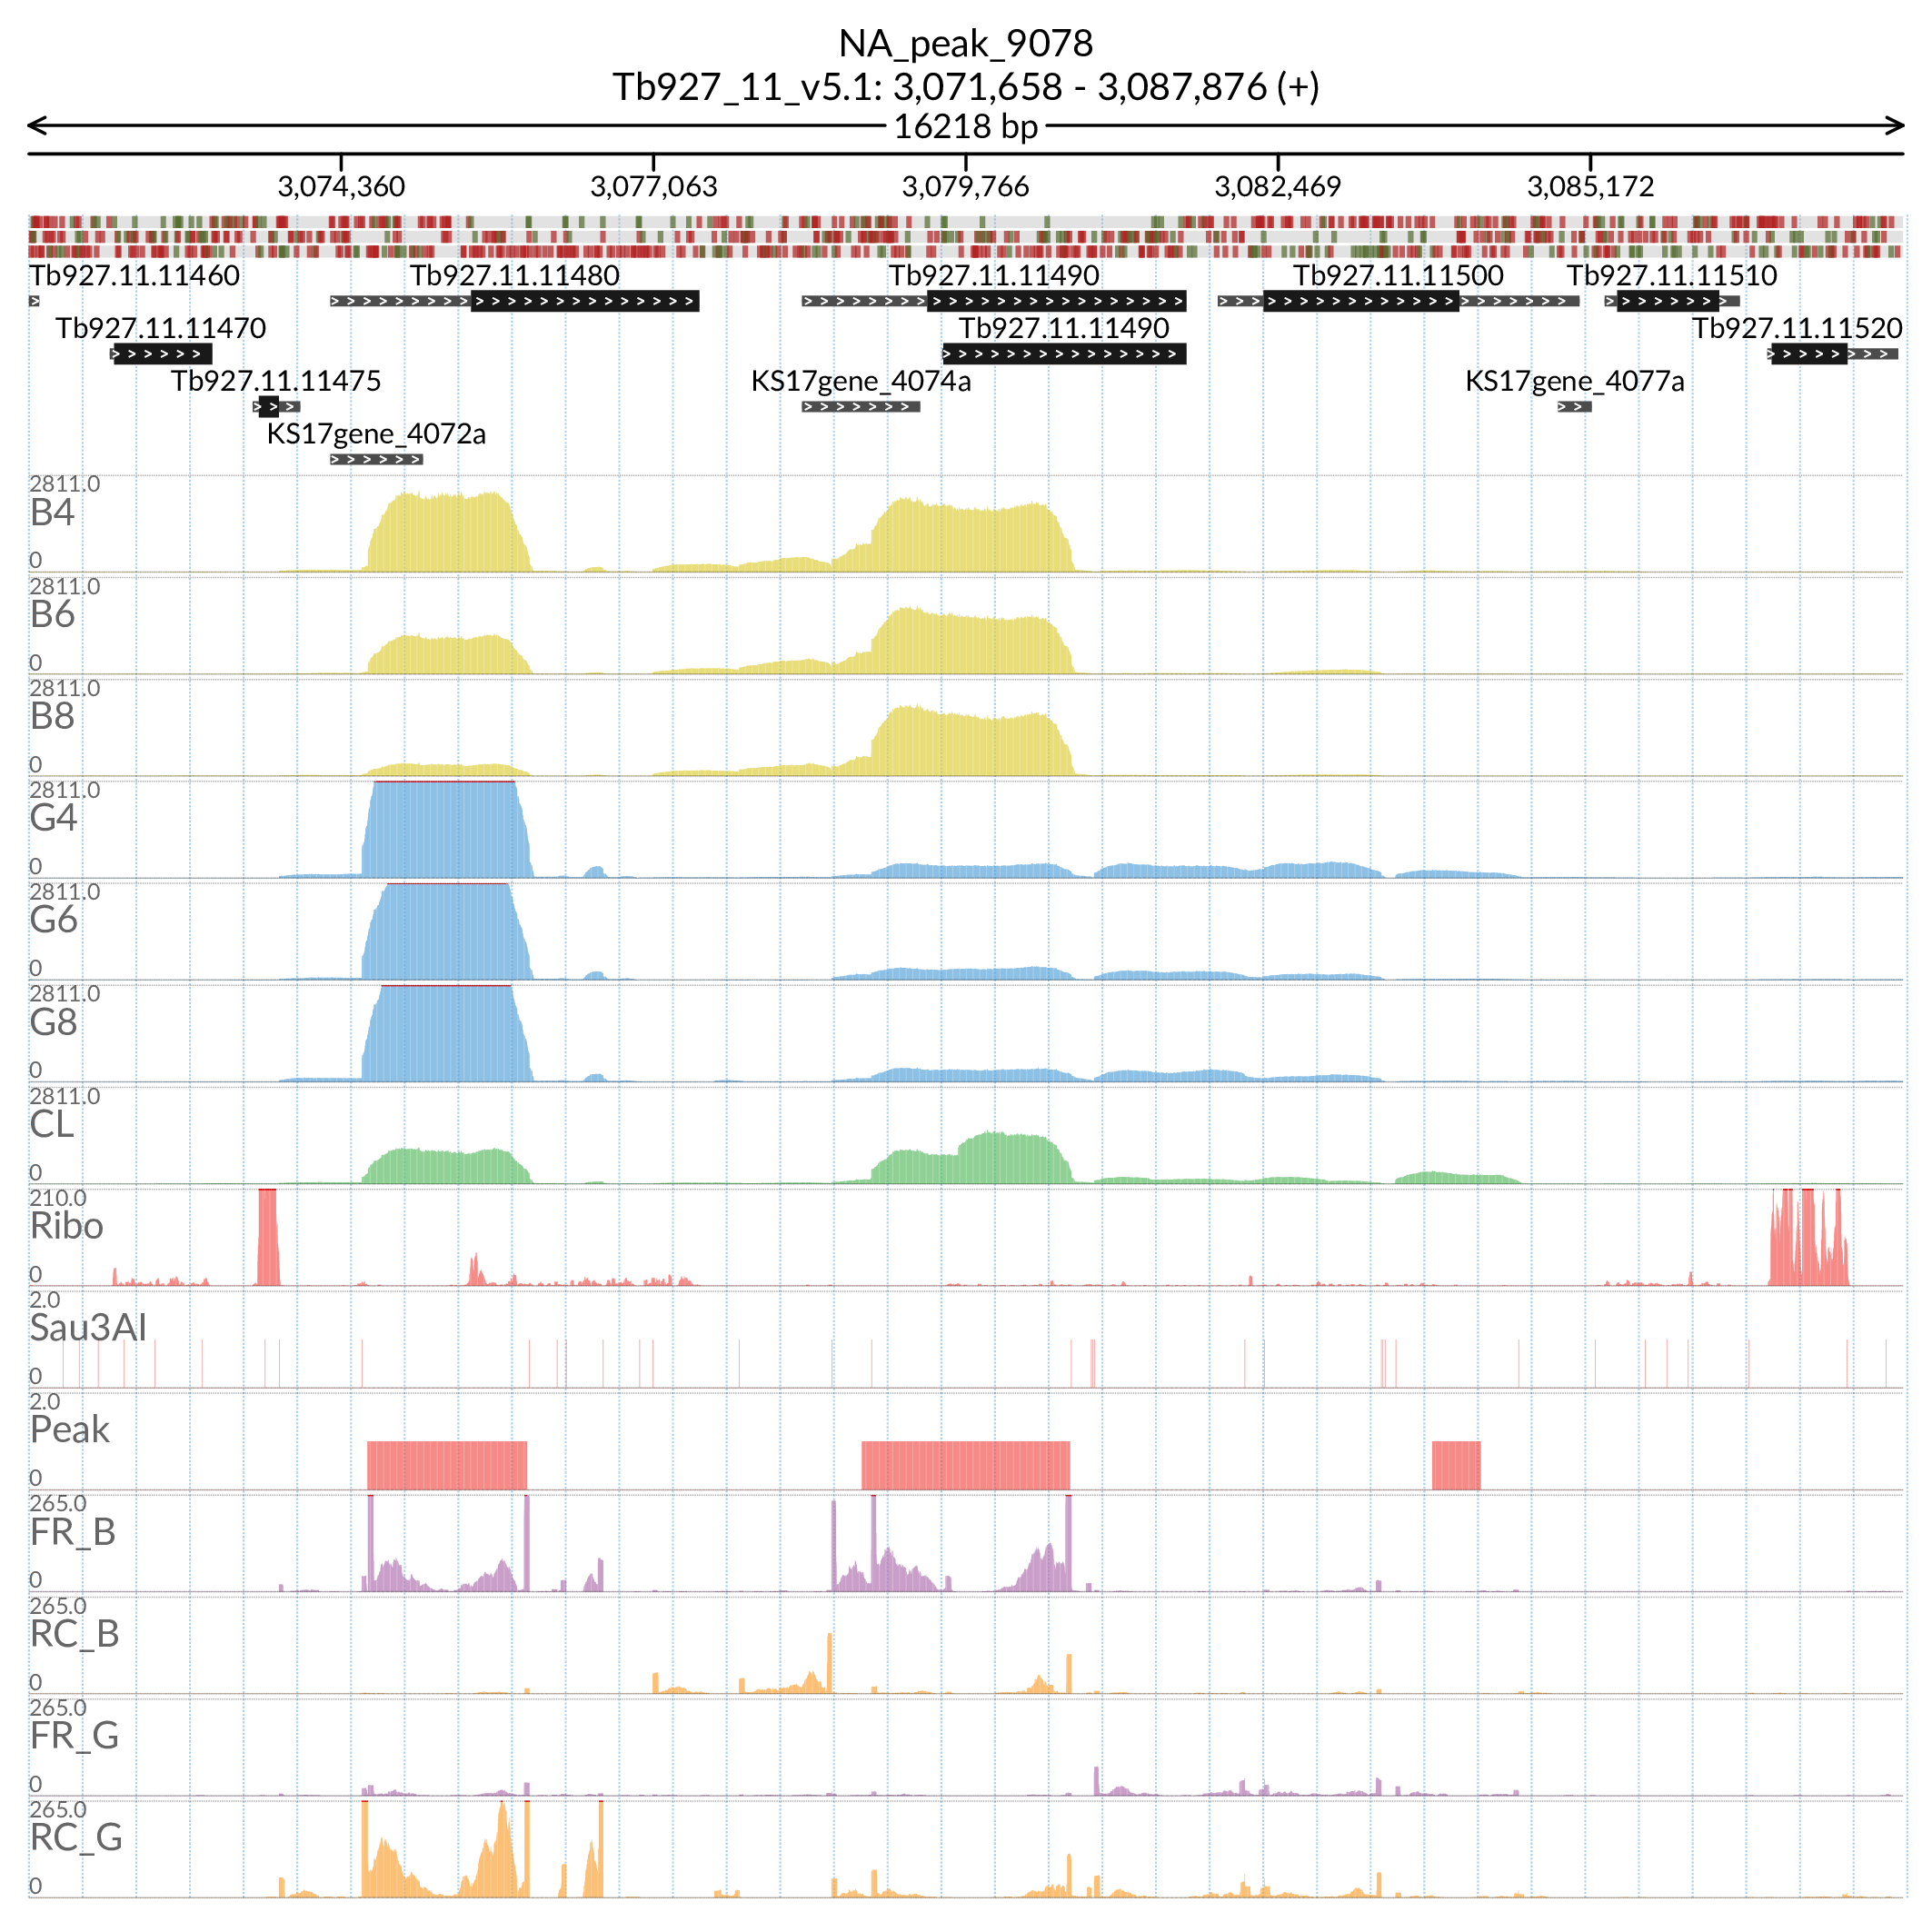 NA_peak_9078
Tb927_11_v5.1: 3,071,658 - 3,087,876 (+)
16218 bp
3,074,360 3,077,063 3,079,766 3,082,469 3,085,172
Tb927.11.11460 Tb927.11.11480 Tb927.11.11490 Tb927.11.11500 Tb927.11.11510
Tb927.11.11470 Tb927.11.11490 Tb927.11.11520
Tb927.11.11475 KS17gene_4074a KS17gene_4077a
KS17gene_4072a
2811.0
B4
0
2811.0
B6
0
2811.0
B8
0
2811.0
G4
0
2811.0
G6
0
2811.0
G8
0
2811.0
CL
0
210.0
Ribo
0
2.0
Sau3AI
0
2.0
Peak
0
265.0
FR_B
0
265.0
RC_B
0
265.0
FR_G
0
265.0
RC_G
0